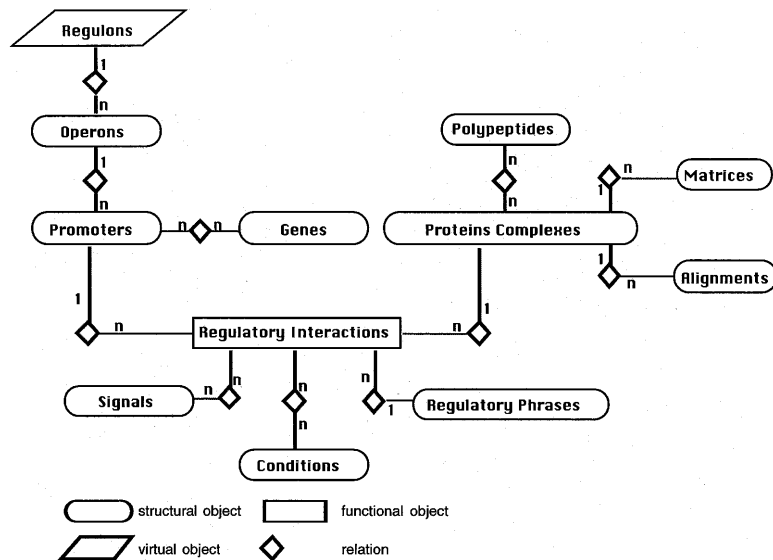 Regulons
1
n
Operons
1
n
Promoters
n n
Genes
Polypeptides
n
n
Proteins Complexes
n
1
Matrices
1
n
Alignments
1
n
Regulatory Interactions
n
1
n
n
Signals
n
n
Conditions
n
1
Regulatory Phrases
structural object
functional object
virtual object
relation